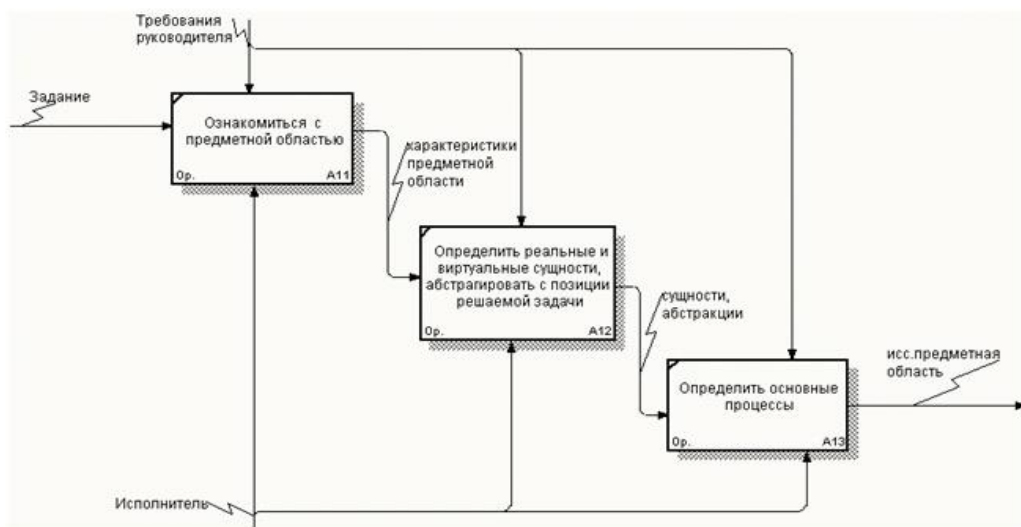 Требования
руководителя
Задание
Ознакомиться с
предметной областью
0р.
A11
характеристики
предметной
области
Определить реальные и
виртуальные сущности,
абстрагировать с позиции
решаемой задачи
0р.
A12
сущности,
абстракции
исс.предметная
область
Определить основные
процессы
0р.
A13
Исполнитель